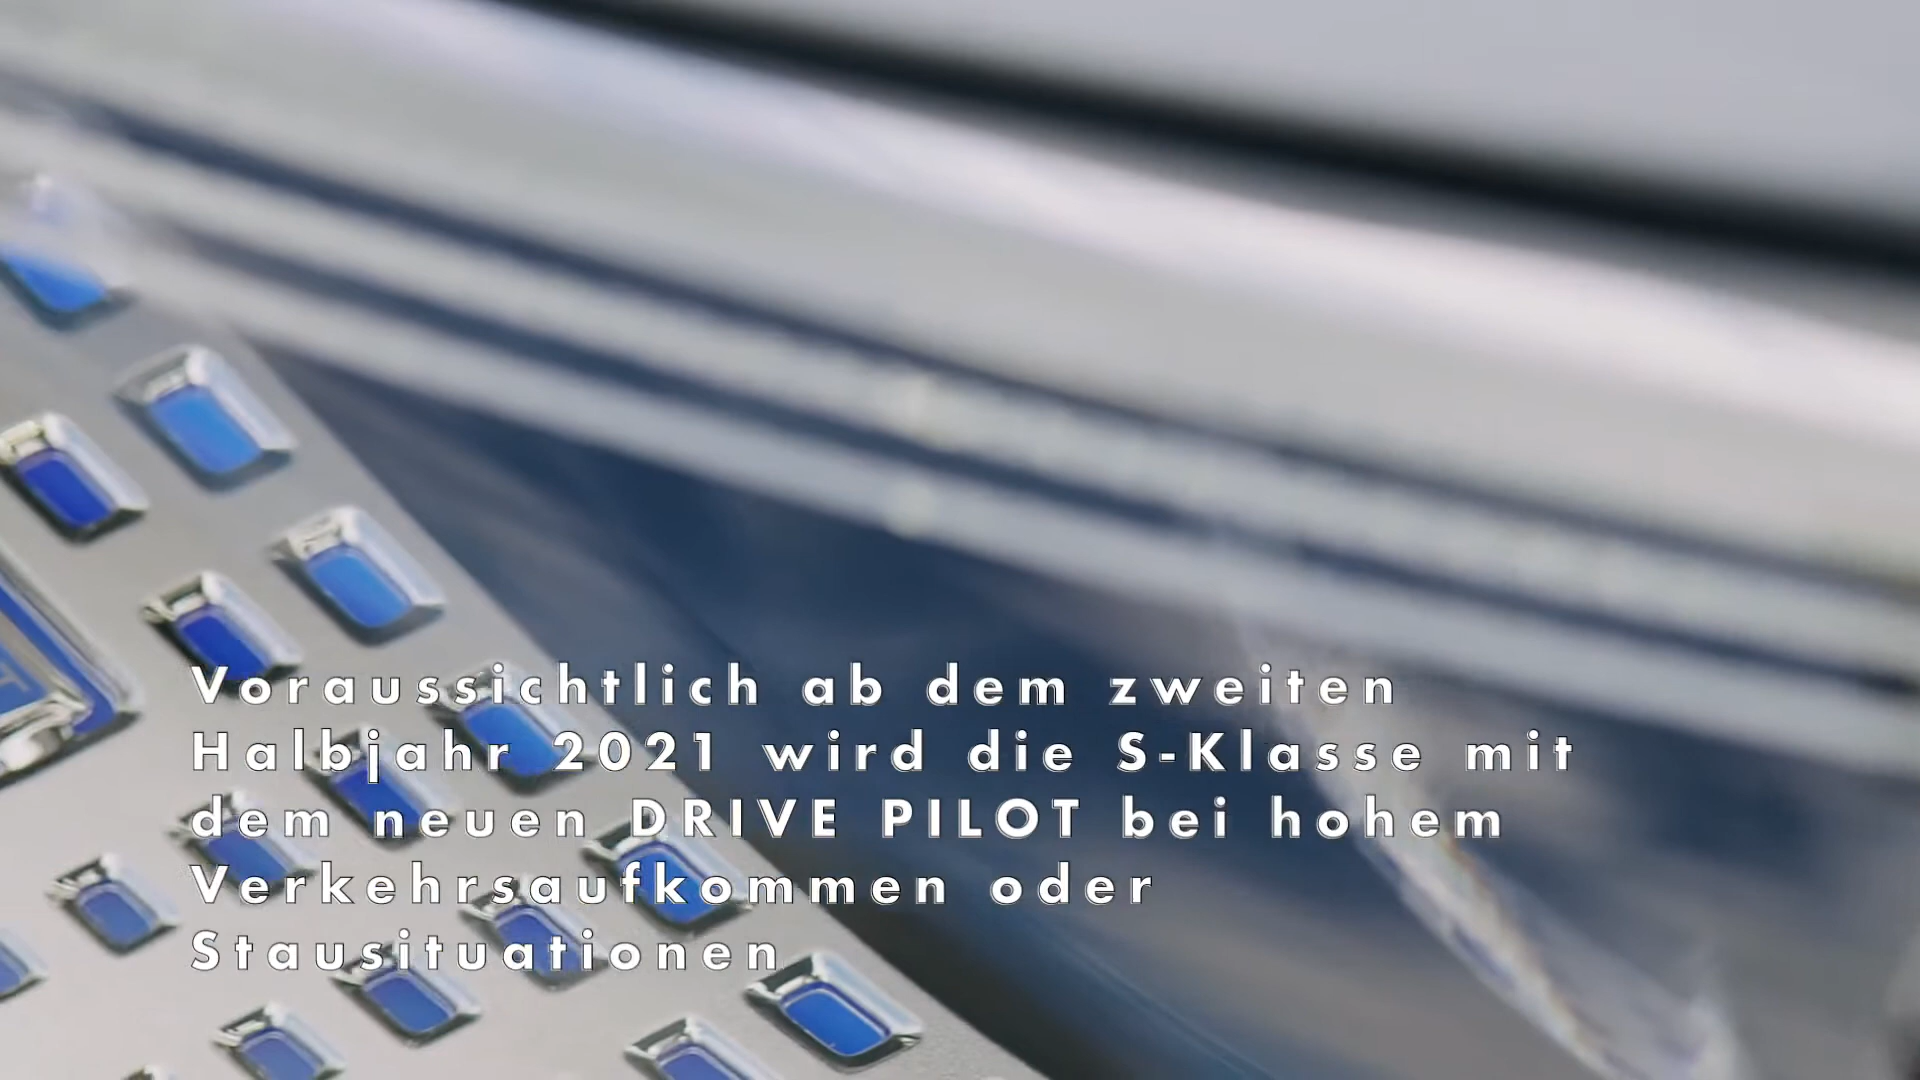 Voraussichtlich ab dem zweiten
Halbjahr 2021 wird die S-Klasse mit
dem neuen DRIVE PILOT bei hohem
Verkehrsaufkommen oder
Stausituationen